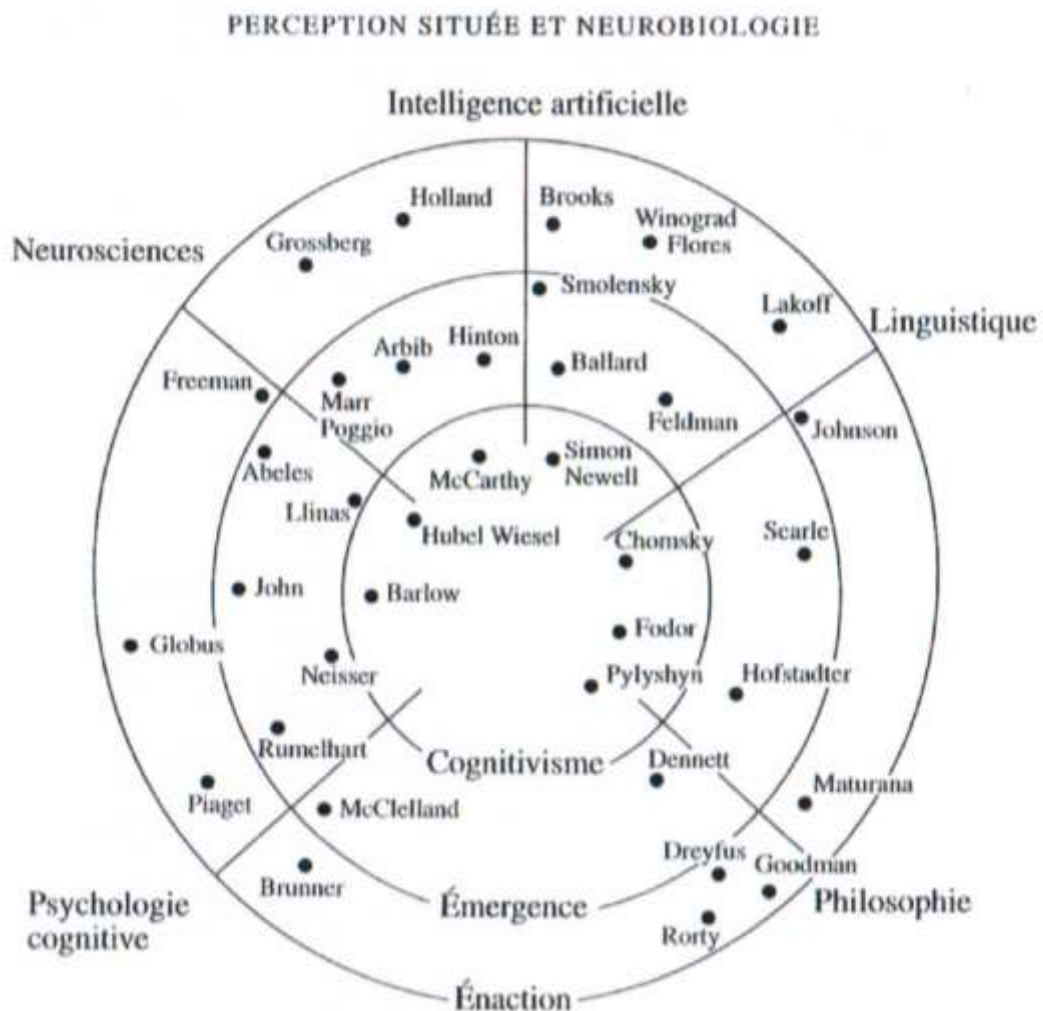 PERCEPTION SITUÉE ET NEUROBIOLOGIE
Intelligence artificielle
Holland
Brooks
Winograd
Flores
Neurosciences
Grossberg
Smolensky
Lakoff
Linguistique
Hinton
Arbib
Ballard
Freeman
Marr
Poggio
Feldman
Johnson
Abeles
McCarthy
Simon
Newell
Llinas
Hubel Wiesel
Chomsky
Searle
John
Barlow
Globus
Fodor
Neisser
Pylyshyn
Hofstadter
Rumelhart
Cognitivisme
Dennett
Piaget
McClelland
Maturana
Dreyfus
Goodman
Brunner
Psychologie
cognitive
Émergence
Philosophie
Rorty
Énaction